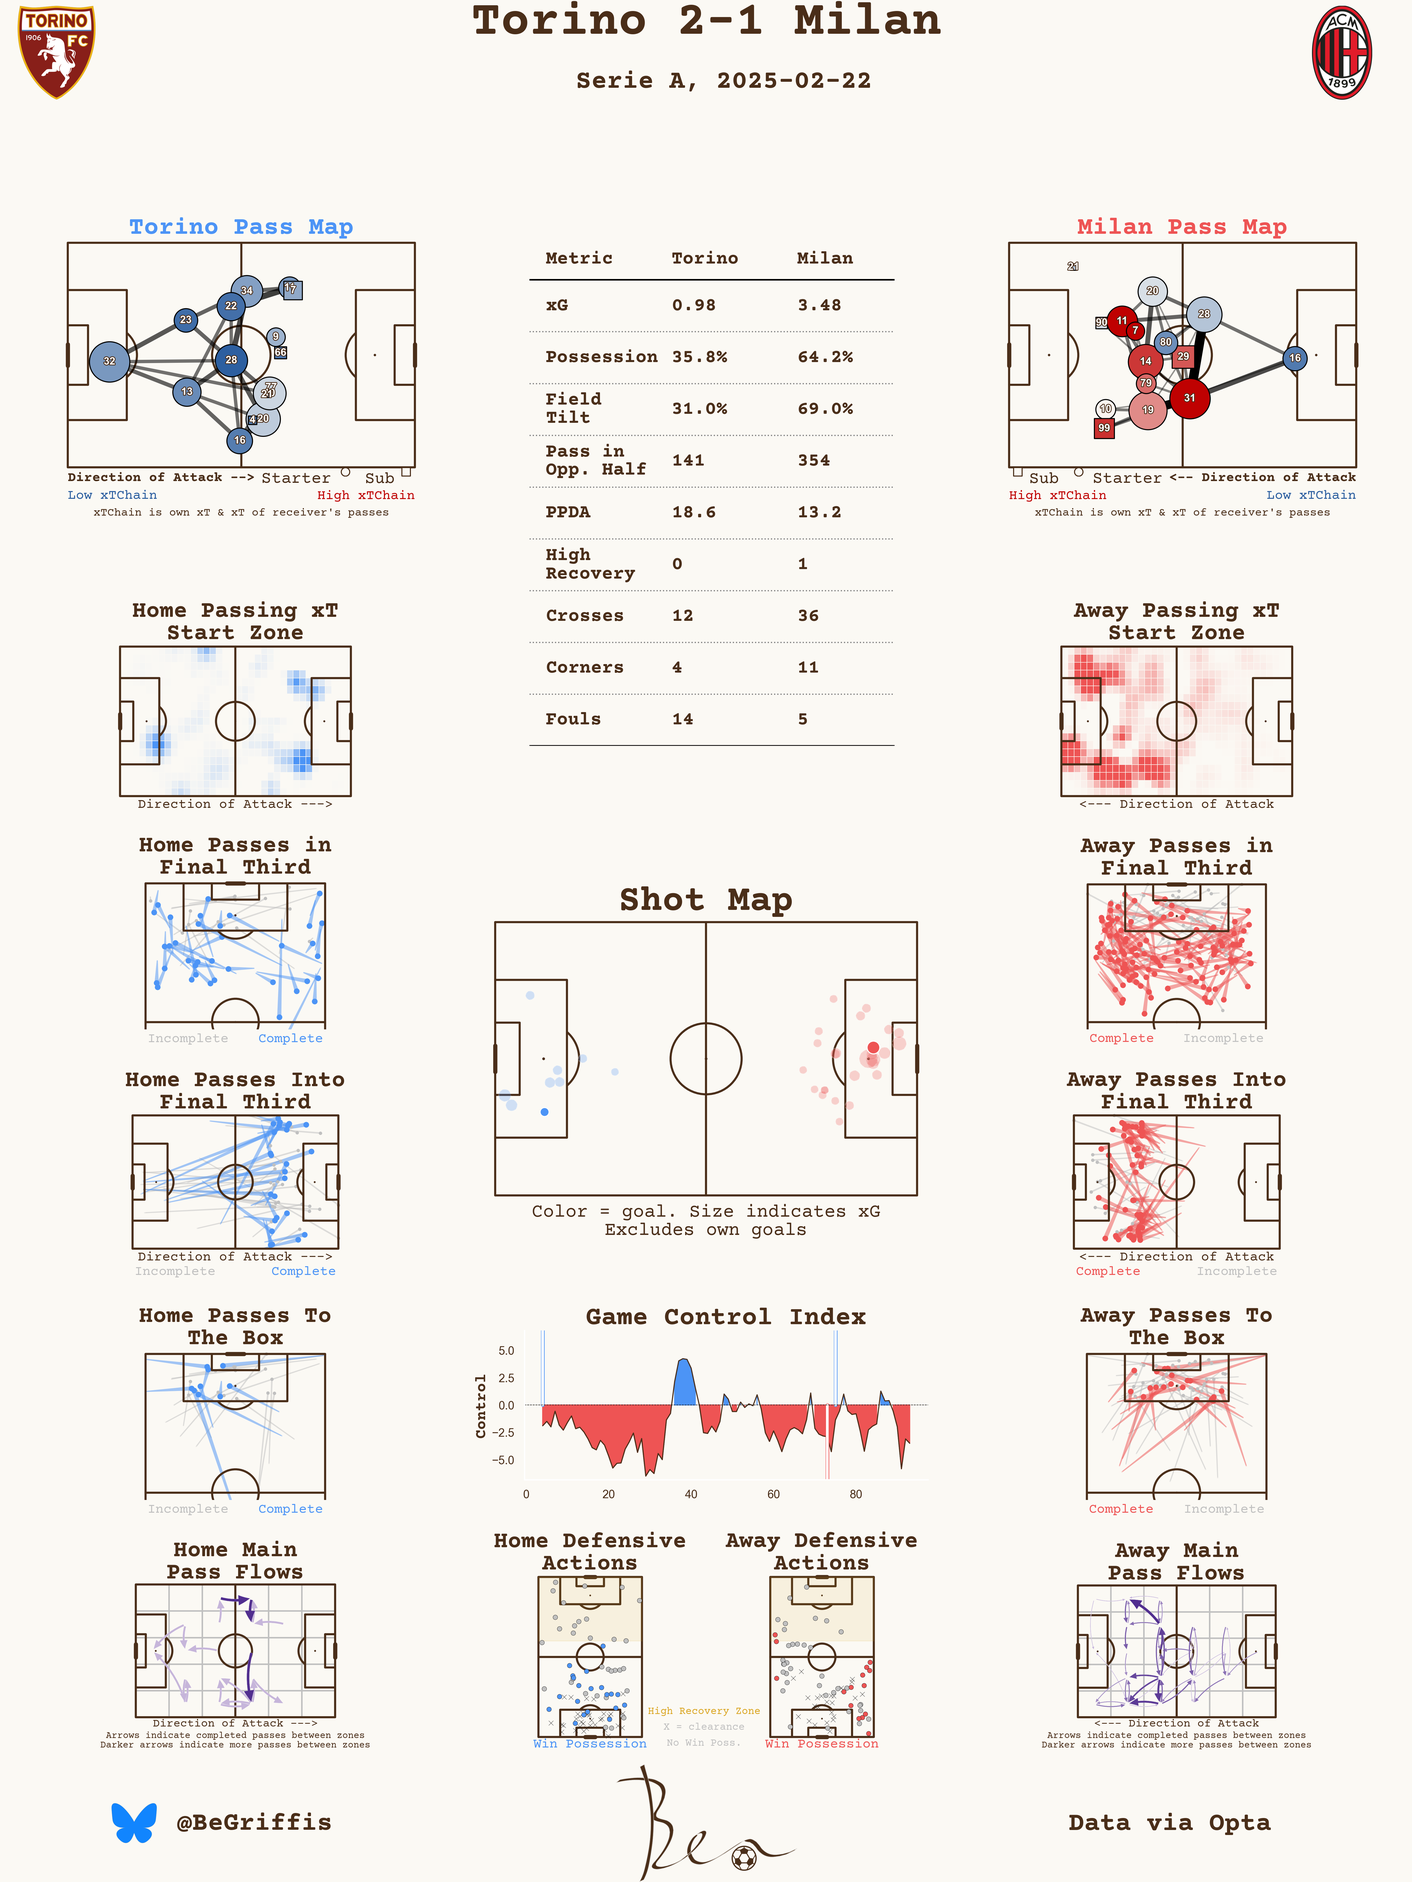 Torino 2-1 Milan
Serie A, 2025-02-22
TORINO
1906 FC
ACM
1899
Torino Pass Map
34
7
22
23
9
66
32
28
13
77
20
4
16
Direction of Attack --> Starter Sub
Low xTChain High xTChain
xTChain is own xT & xT of receiver's passes
Metric Torino Milan
xG 0.98 3.48
Possession 35.8% 64.2%
Field
Tilt 31.0% 69.0%
Pass in
Opp. Half 141 354
PPDA 18.6 13.2
High
Recovery 0 1
Crosses 12 36
Corners 4 11
Fouls 14 5
Milan Pass Map
21
20
90 11
7
28
80
14 29
16
79
31
10
19
99
Sub Starter <-- Direction of Attack
High xTChain Low xTChain
xTChain is own xT & xT of receiver's passes
Home Passing xT
Start Zone
Direction of Attack --->
Away Passing xT
Start Zone
<--- Direction of Attack
Home Passes in
Final Third
Incomplete Complete
Away Passes in
Final Third
Complete Incomplete
Shot Map
Color = goal. Size indicates xG
Excludes own goals
Home Passes Into
Final Third
Direction of Attack --->
Incomplete Complete
Away Passes Into
Final Third
<--- Direction of Attack
Complete Incomplete
Home Passes To
The Box
Incomplete Complete
Game Control Index
Control
5.0
2.5
0.0
−2.5
−5.0
0 20 40 60 80
Away Passes To
The Box
Complete Incomplete
Home Main
Pass Flows
Direction of Attack --->
Arrows indicate completed passes between zones
Darker arrows indicate more passes between zones
Home Defensive
Actions
Win Possession
Away Defensive
Actions
Win Possession
High Recovery Zone
X = clearance
No Win Poss.
Away Main
Pass Flows
<--- Direction of Attack
Arrows indicate completed passes between zones
Darker arrows indicate more passes between zones
@BeGriffis
Ben
Data via Opta